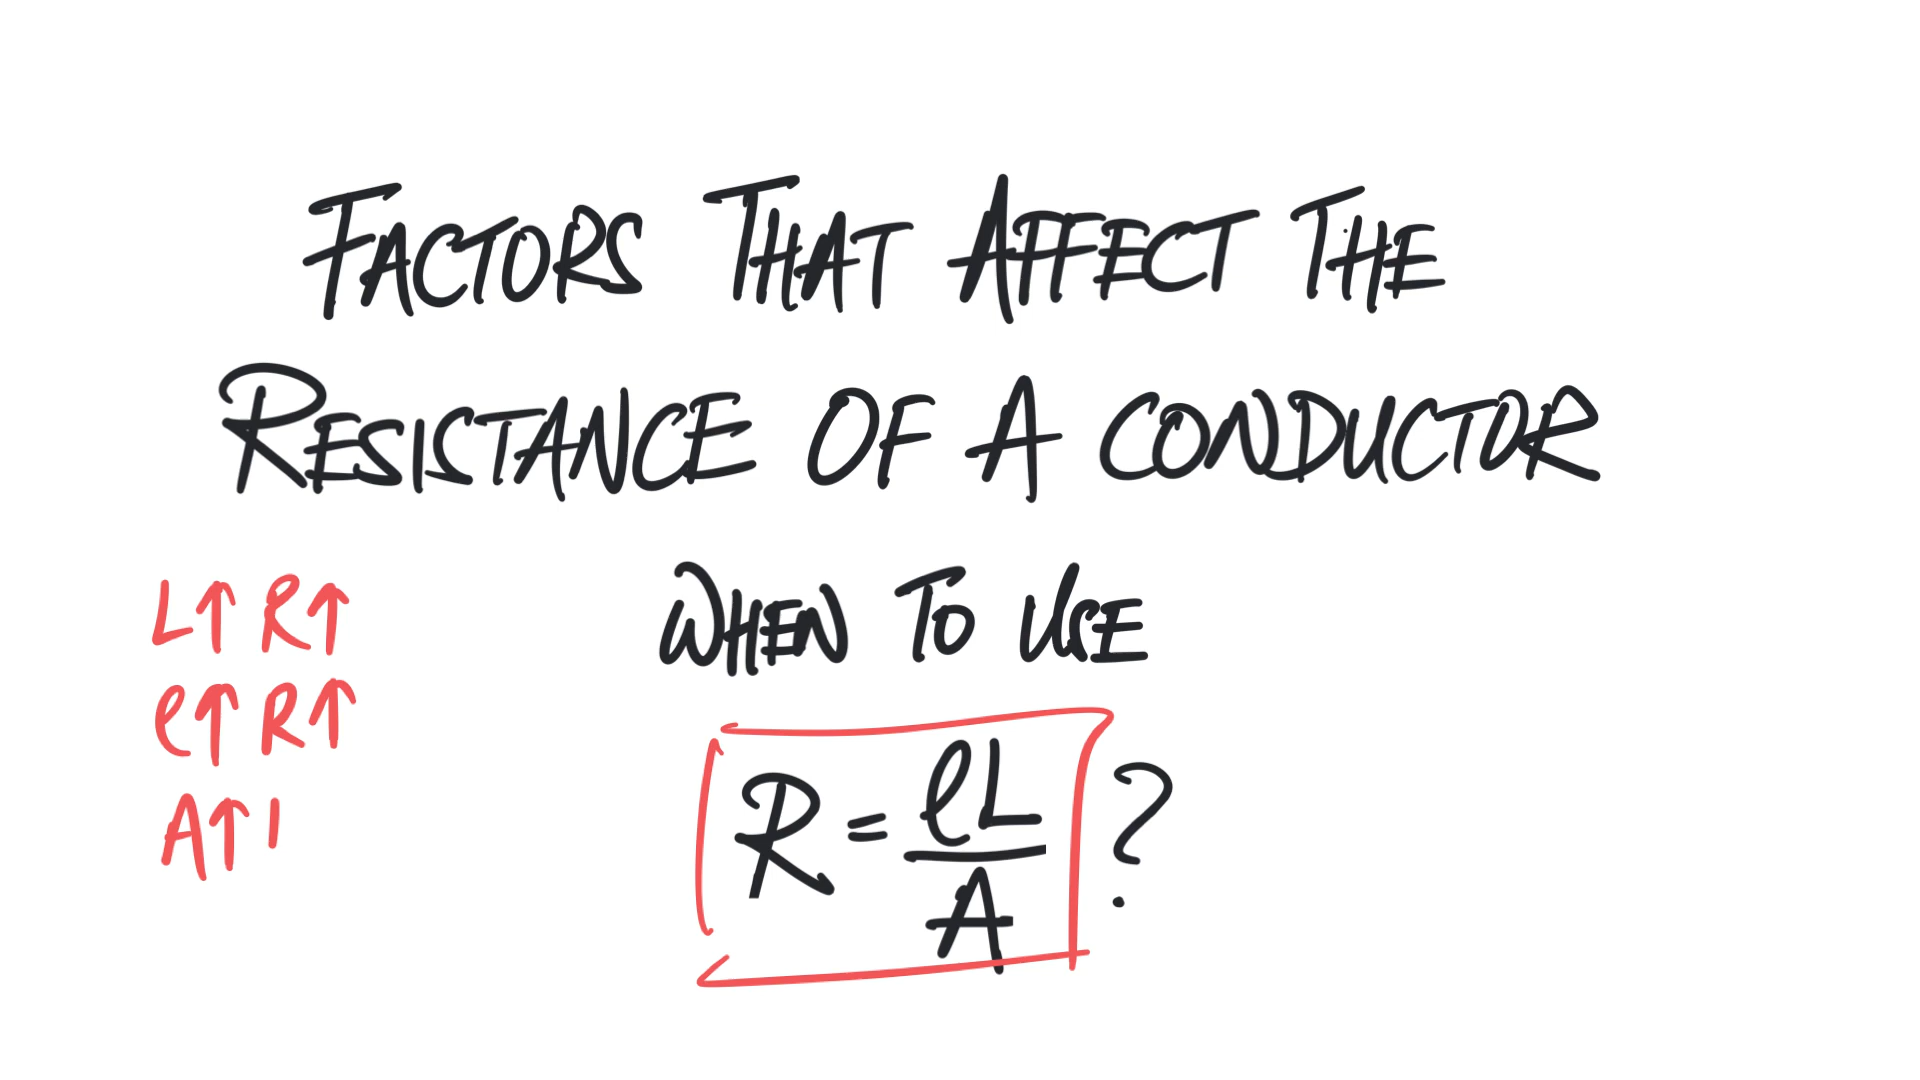 FACTORS THAT AFFECT THE
RESISTANCE OF A CONDUCTOR
WHEN TO USE
R = ρL/A ?
L↑ R↑
ρ↑ R↑
A↑ I